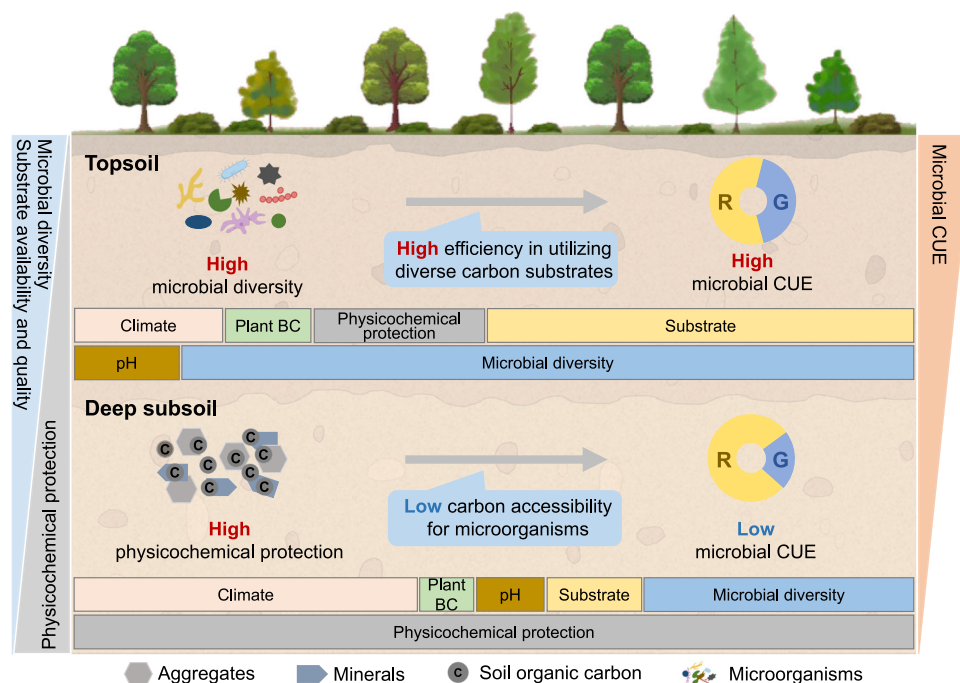 Topsoil
Microbial diversity
Substrate availability and quality
Physicochemical protection
Microbial CUE
R
G
High efficiency in utilizing
diverse carbon substrates
High
microbial diversity
High
microbial CUE
Climate
Plant BC
Physicochemical
protection
Substrate
pH
Microbial diversity
Deep subsoil
C
C
C
C
C
C
C
C
C
C
R
G
Low carbon accessibility
for microorganisms
High
physicochemical protection
Low
microbial CUE
Climate
Plant
BC
pH
Substrate
Microbial diversity
Physicochemical protection
Aggregates
Minerals
C
Soil organic carbon
Microorganisms